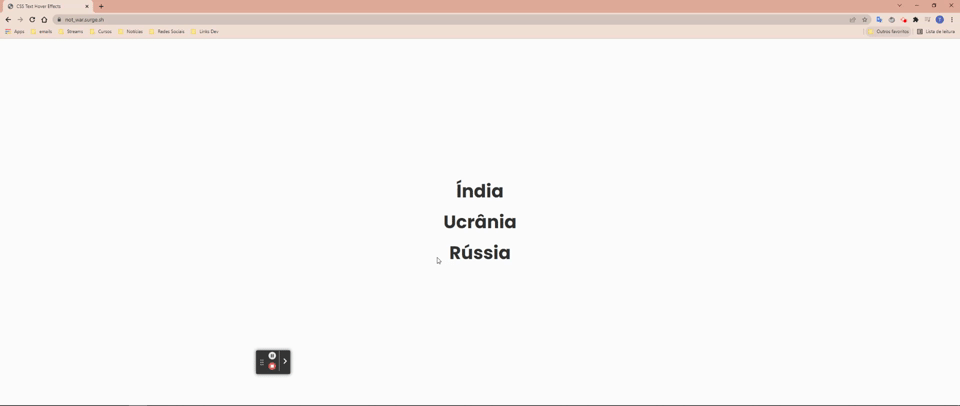 CSS Text Hover Effects
not_war.surge.sh
Apps emails Streams Cursos Notícias Redes Sociais Units Dev Outros favoritos Lista de leitura
Índia
Ucrânia
Rússia